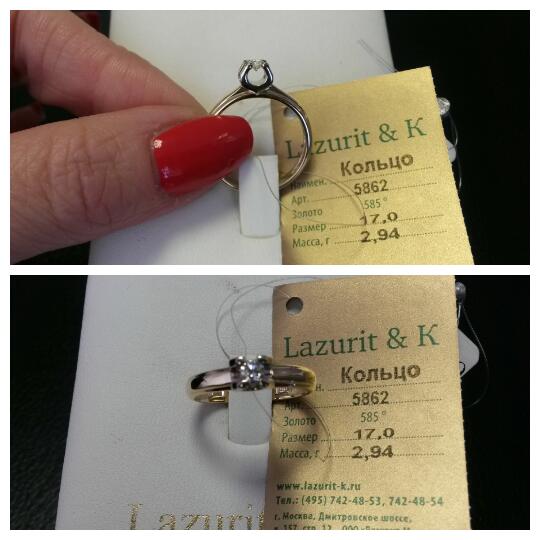 Lazurit & K
Наимен. Кольцо
Арт. 5862
Золото 585°
Размер 17,0
Масса, г 2,94
Lazurit & K
Кольцо
Арт. 5862
Золото 585°
Размер 17,0
Масса, г 2,94
www.lazurit-k.ru
Тел.: (495) 742-48-53, 742-48-54
г. Москва, Дмитровское шоссе,
Lazurit